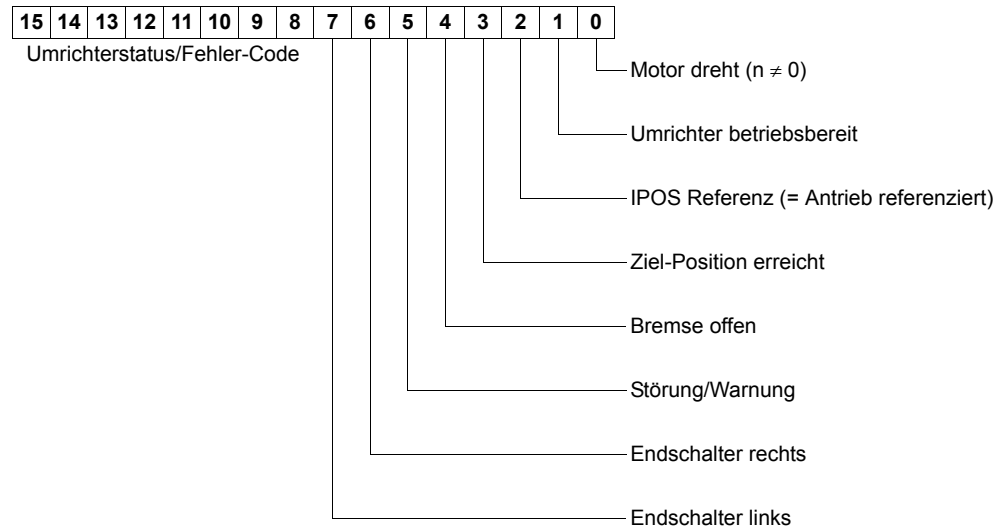 15 14 13 12 11 10 9 8 7 6 5 4 3 2 1 0
Umrichterstatus/Fehler-Code
Motor dreht (n ≠ 0)
Umrichter betriebsbereit
IPOS Referenz (= Antrieb referenziert)
Ziel-Position erreicht
Bremse offen
Störung/Warnung
Endschalter rechts
Endschalter links